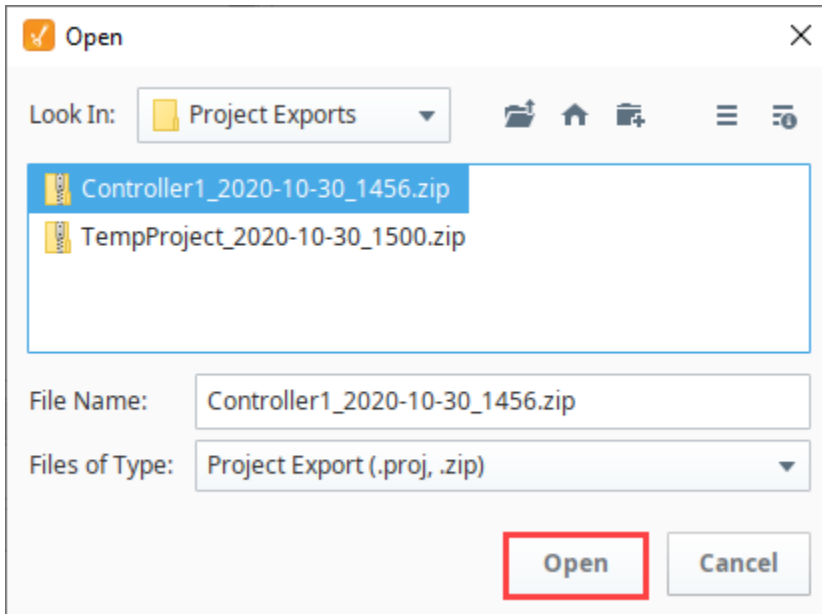 Open
Look In: Project Exports
Controller1_2020-10-30_1456.zip
TempProject_2020-10-30_1500.zip
File Name: Controller1_2020-10-30_1456.zip
Files of Type: Project Export (.proj, .zip)
Open Cancel